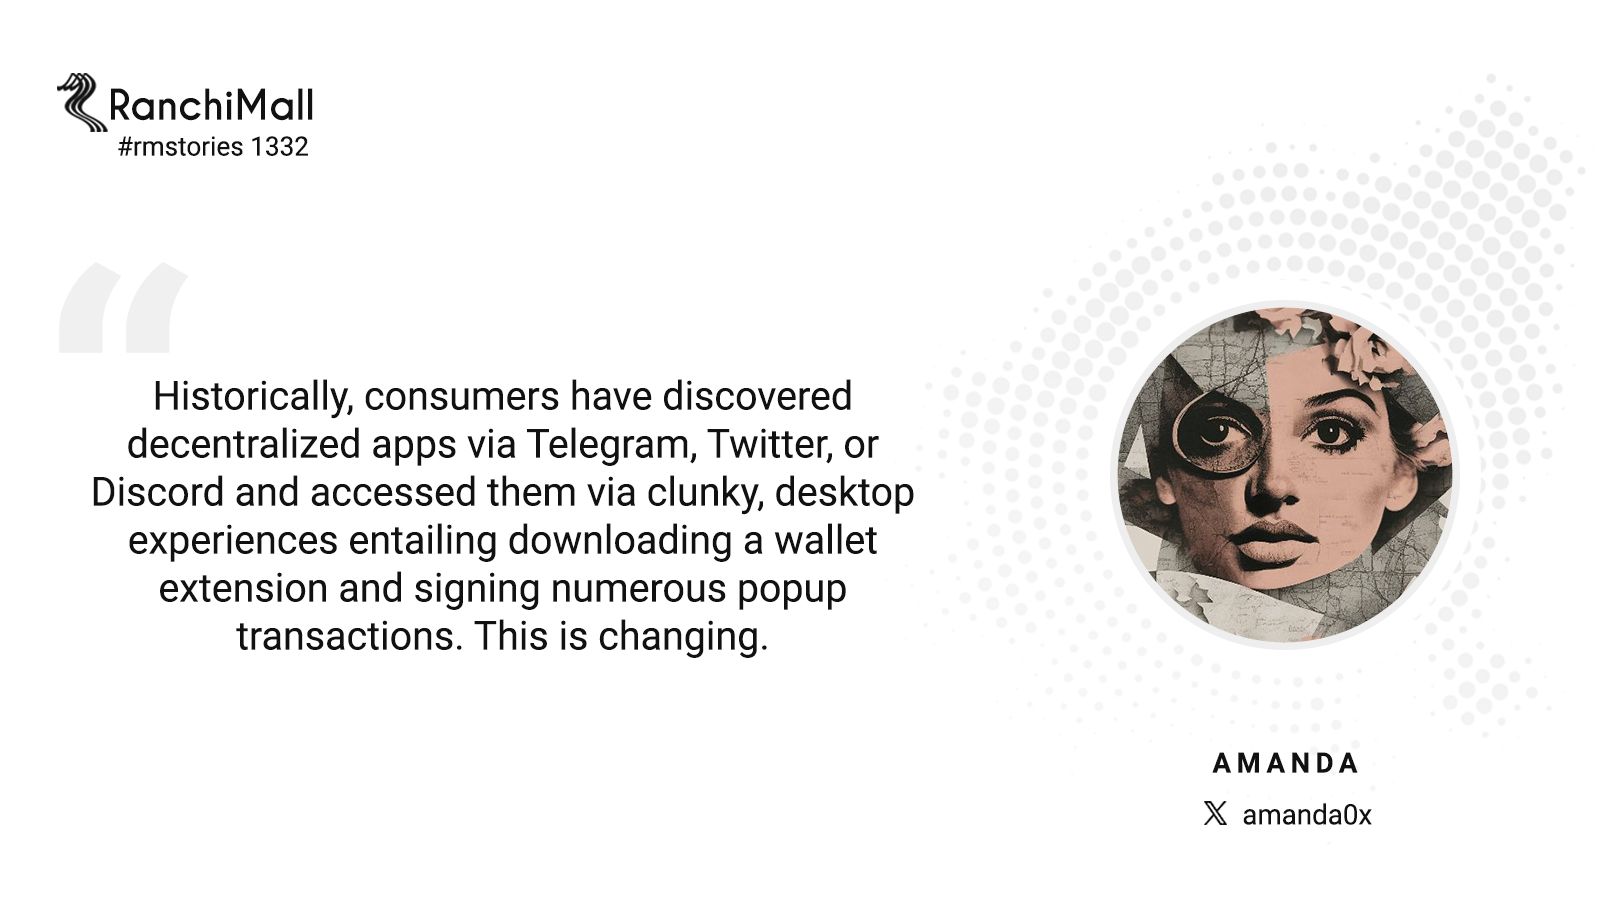 RanchiMall
#rmstories 1332
“
Historically, consumers have discovered
decentralized apps via Telegram, Twitter, or
Discord and accessed them via clunky, desktop
experiences entailing downloading a wallet
extension and signing numerous popup
transactions. This is changing.
AMANDA
𝕏 amanda0x